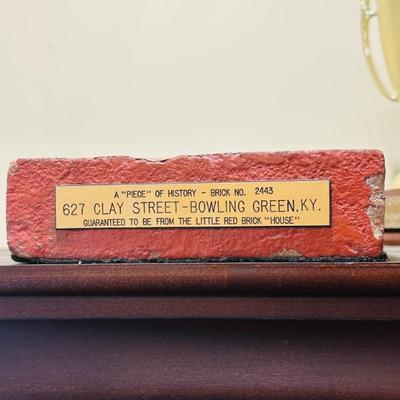 A "PIECE" OF HISTORY - BRICK NO. 2443
627 CLAY STREET-BOWLING GREEN,KY.
GUARANTEED TO BE FROM THE LITTLE RED BRICK "HOUSE"